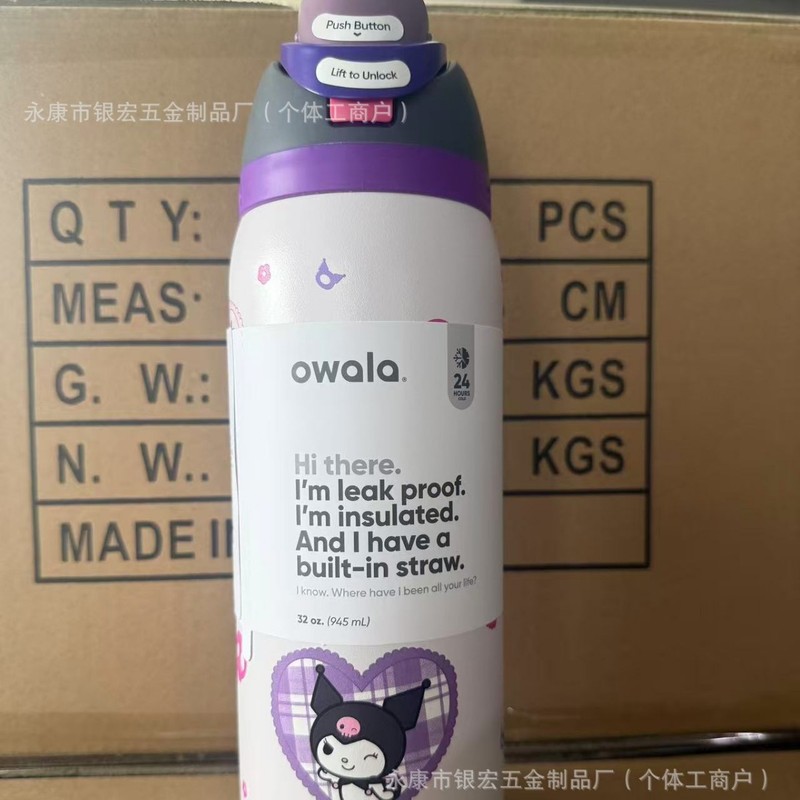 Push Button
Lift to Unlock
永康市银宏五金制品厂（个体工商户）
Q T Y:
PCS
MEAS:
CM
G. W.:
KGS
N. W..
KGS
MADE IN
owala®
24
HOURS
COLD
Hi there.
I'm leak proof.
I'm insulated.
And I have a
built-in straw.
I know. Where have I been all your life?
32 oz. (945 mL)
永康市银宏五金制品厂（个体工商户）